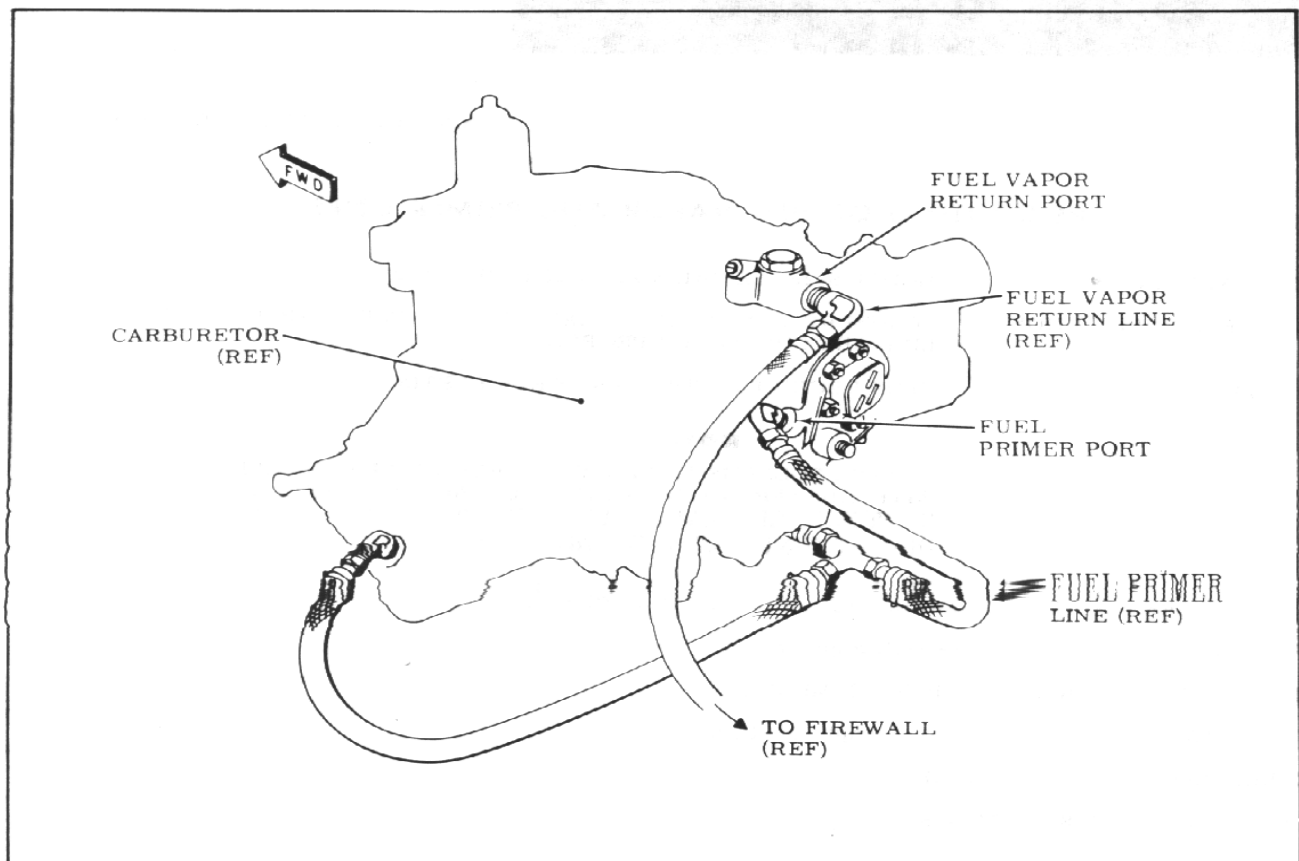 FWD
FUEL VAPOR
RETURN PORT
CARBURETOR
(REF)
FUEL VAPOR
RETURN LINE
(REF)
FUEL
PRIMER PORT
FUEL PRIMER
LINE (REF)
TO FIREWALL
(REF)